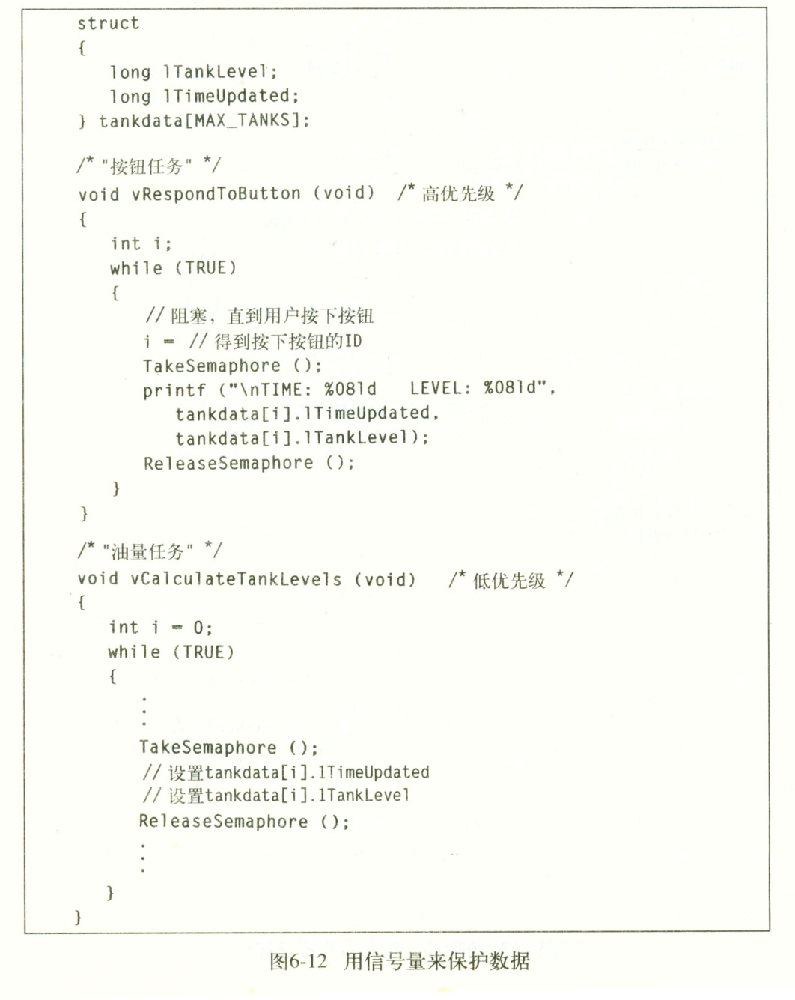 struct
{
long lTankLevel;
long lTimeUpdated;
} tankdata[MAX_TANKS];
/* "按钮任务" */
void vRespondToButton (void) /* 高优先级 */
{
int i;
while (TRUE)
{
// 阻塞，直到用户按下按钮
i = // 得到按下按钮的ID
TakeSemaphore ();
printf ("\nTIME: %08ld LEVEL: %08ld",
tankdata[i].lTimeUpdated,
tankdata[i].lTankLevel);
ReleaseSemaphore ();
}
}
/* "油量任务" */
void vCalculateTankLevels (void) /* 低优先级 */
{
int i = 0;
while (TRUE)
{
.
.
.
TakeSemaphore ();
// 设置tankdata[i].lTimeUpdated
// 设置tankdata[i].lTankLevel
ReleaseSemaphore ();
.
.
.
}
}
图6-12 用信号量来保护数据